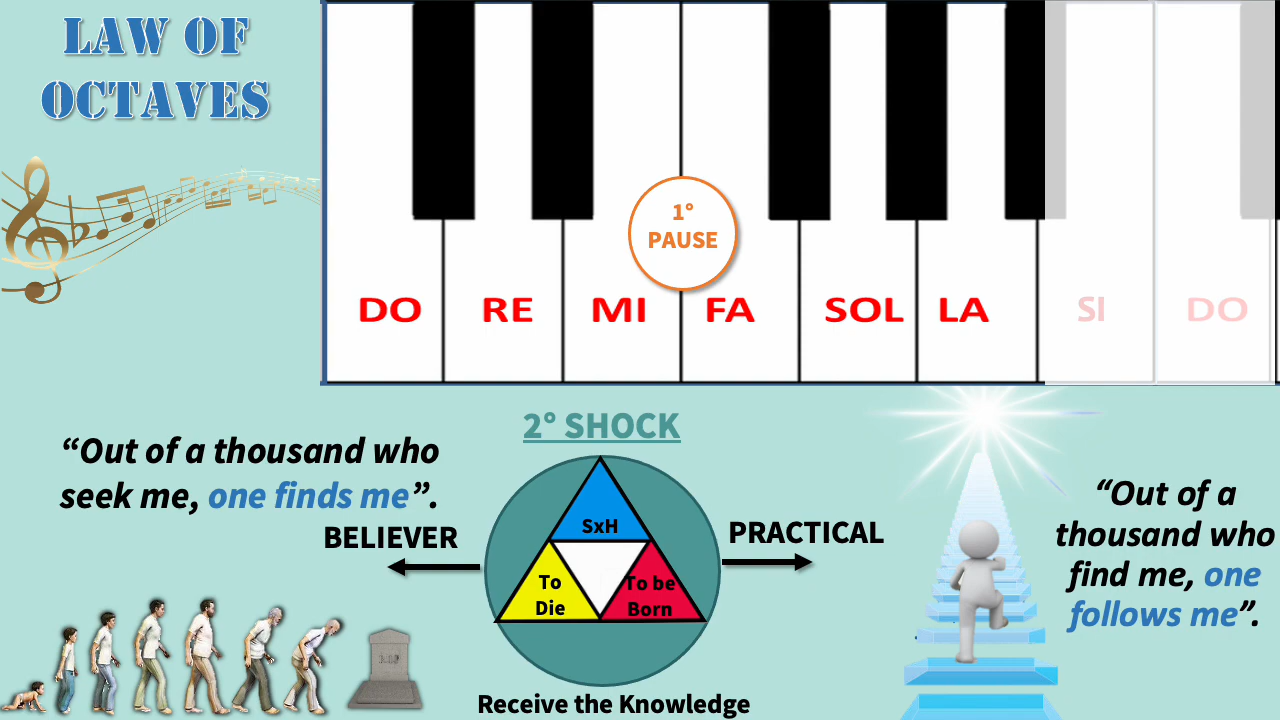 LAW OF
OCTAVES
1°
PAUSE
DO RE MI FA SOL LA SI DO
2° SHOCK
“Out of a thousand who
seek me, one finds me”.
BELIEVER
PRACTICAL
SxH
To
Die
To be
Born
Receive the Knowledge
“Out of a
thousand who
find me, one
follows me”.